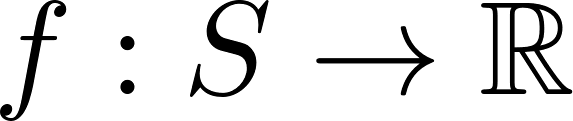 f : S → ℝ